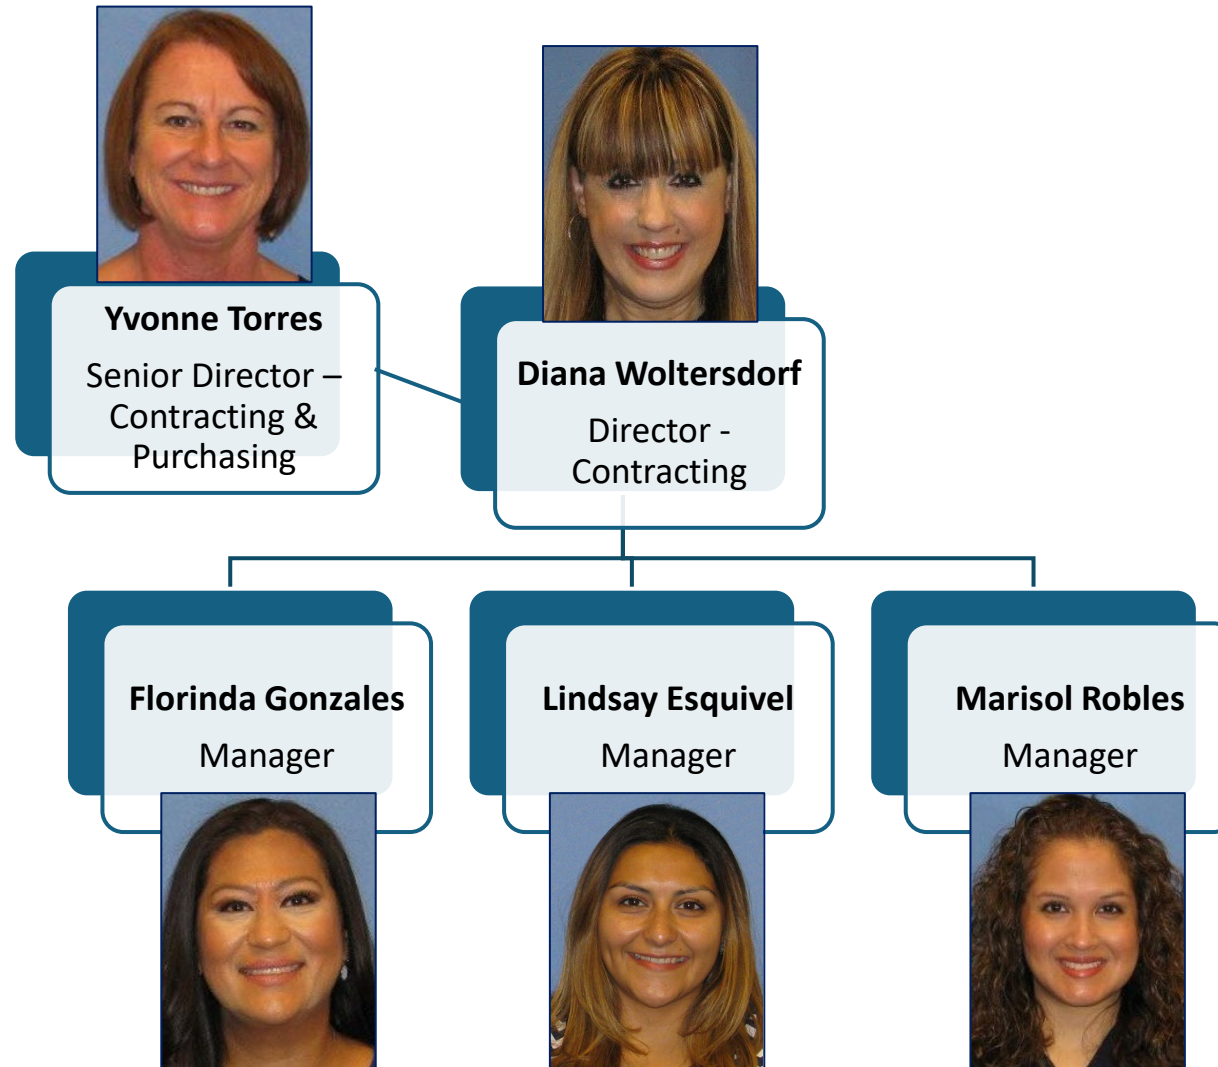 Yvonne Torres
Senior Director –
Contracting &
Purchasing
Diana Woltersdorf
Director -
Contracting
Florinda Gonzales
Manager
Lindsay Esquivel
Manager
Marisol Robles
Manager